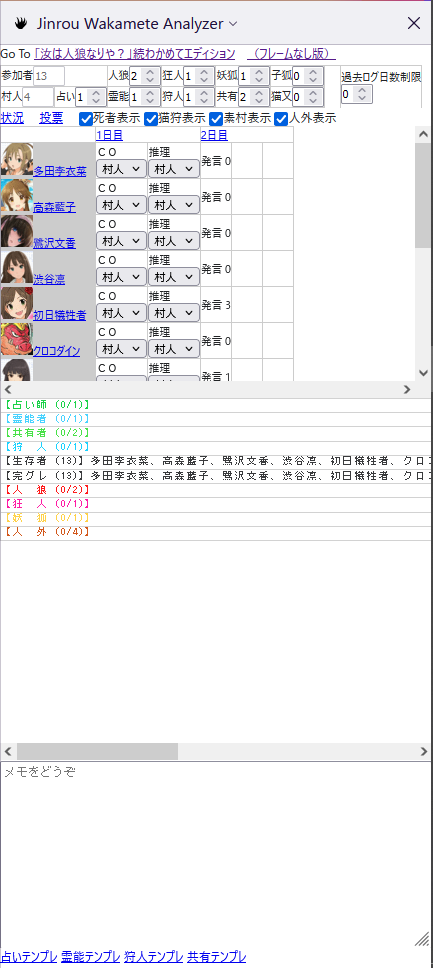 Jinrou Wakamete Analyzer
Go To 「汝は人狼なりや？」続わかめてエディション （フレームなし版）
参加者 13 人狼 2 狂人 1 妖狐 1 子狐 0 過去ログ日数制限
村人 4 占い 1 霊能 1 狩人 1 共有 2 猫又 0 0
状況 投票 死者表示 猫狩表示 素村表示 人外表示
1日目 2日目
多田李衣菜 ＣＯ 村人 推理 村人 発言 0
高森藍子 ＣＯ 村人 推理 村人 発言 0
鷺沢文香 ＣＯ 村人 推理 村人 発言 0
渋谷凛 ＣＯ 村人 推理 村人 発言 0
初日犠牲者 ＣＯ 村人 推理 村人 発言 3
クロコダイン ＣＯ 村人 推理 村人 発言 0
ＣＯ 推理 発言 1
【占い師 (0/1)】
【霊能者 (0/1)】
【共有者 (0/2)】
【狩　人 (0/1)】
【生存者 (13)】多田李衣菜、高森藍子、鷺沢文香、渋谷凛、初日犠牲者、クロコ
【完グレ (13)】多田李衣菜、高森藍子、鷺沢文香、渋谷凛、初日犠牲者、クロコ
【人　狼 (0/2)】
【狂　人 (0/1)】
【妖　狐 (0/1)】
【人　外 (0/4)】
メモをどうぞ
占いテンプレ 霊能テンプレ 狩人テンプレ 共有テンプレ